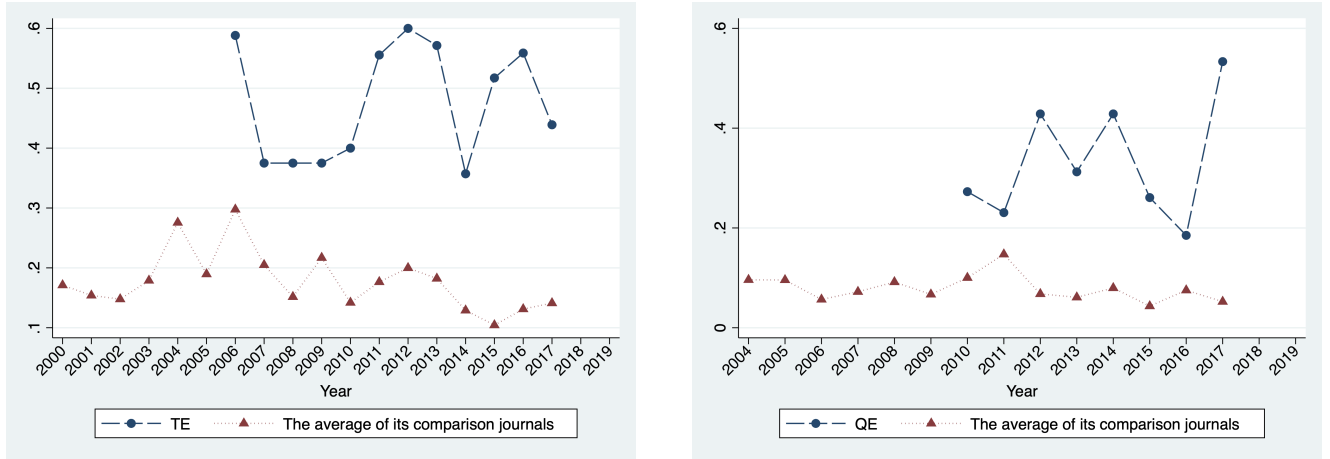 .6
.5
.4
.3
.2
.1
2000 2001 2002 2003 2004 2005 2006 2007 2008 2009 2010 2011 2012 2013 2014 2015 2016 2017 2018 2019
Year
TE The average of its comparison journals
.6
.4
.2
0
2004 2005 2006 2007 2008 2009 2010 2011 2012 2013 2014 2015 2016 2017 2018 2019
Year
QE The average of its comparison journals